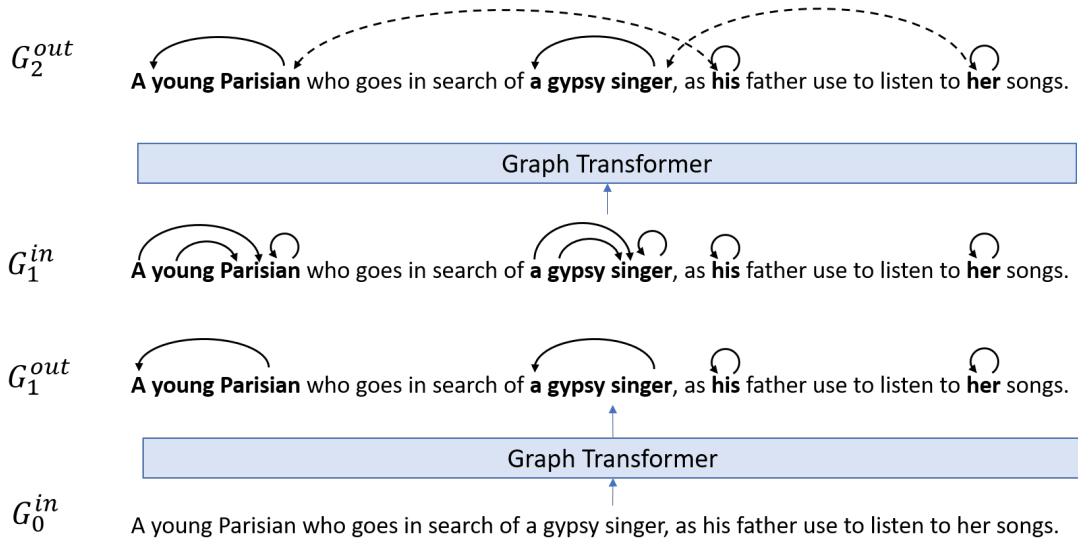 G_2^{out}
A young Parisian who goes in search of a gypsy singer, as his father use to listen to her songs.
Graph Transformer
G_1^{in}
A young Parisian who goes in search of a gypsy singer, as his father use to listen to her songs.
G_1^{out}
A young Parisian who goes in search of a gypsy singer, as his father use to listen to her songs.
Graph Transformer
G_0^{in}
A young Parisian who goes in search of a gypsy singer, as his father use to listen to her songs.